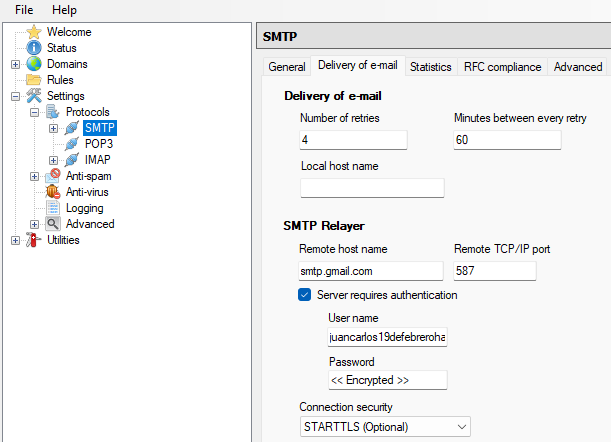 File Help
Welcome
Status
Domains
Rules
Settings
Protocols
SMTP
POP3
IMAP
Anti-spam
Anti-virus
Logging
Advanced
Utilities
SMTP
General Delivery of e-mail Statistics RFC compliance Advanced
Delivery of e-mail
Number of retries Minutes between every retry
4 60
Local host name
SMTP Relayer
Remote host name Remote TCP/IP port
smtp.gmail.com 587
Server requires authentication
User name
juancarlos19defebreroha
Password
<< Encrypted >>
Connection security
STARTTLS (Optional)